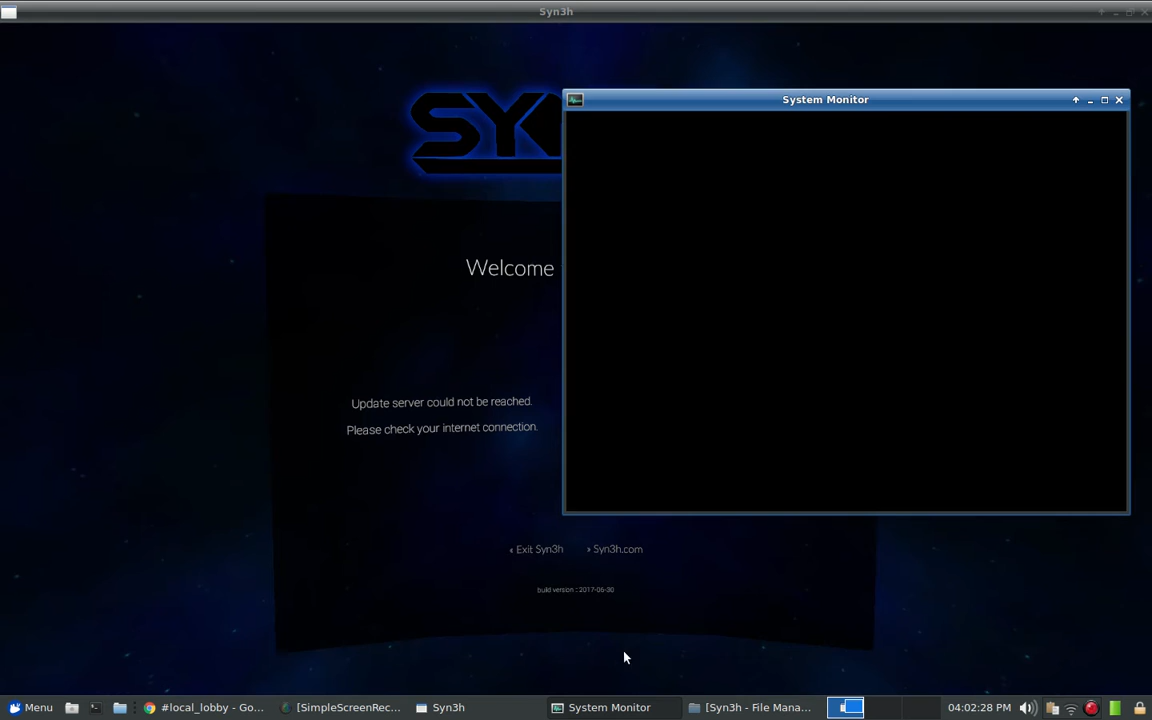 Syn3h
System Monitor
Welcome
Update server could not be reached.
Please check your internet connection.
« Exit Syn3h
» Syn3h.com
build version : 2017-06-30
Menu
#local_lobby - Go...
[SimpleScreenRec...
Syn3h
System Monitor
[Syn3h - File Mana...
04:02:28 PM